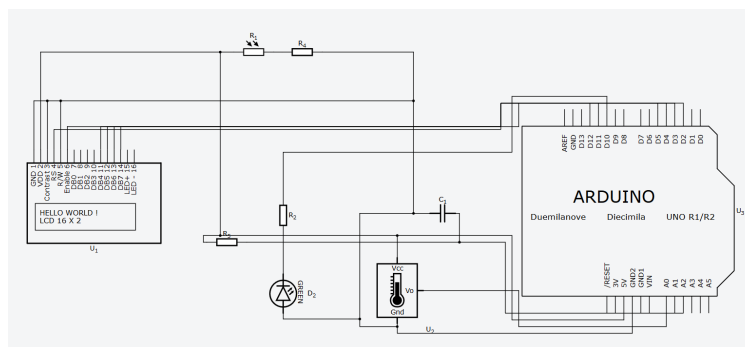 R1
R4
AREF
GND
D13
D12
D11
D10
D9
D8
D7
D6
D5
D4
D3
D2
D1
D0
GND 1
VDD 2
Contrast 3
RS 4
R/W 5
Enable 6
DB0 7
DB1 8
DB2 9
DB3 10
DB4 11
DB5 12
DB6 13
DB7 14
LED+ 15
LED - 16
HELLO WORLD !
LCD 16 X 2
U1
R2
C1
ARDUINO
Duemilanove Diecimila UNO R1/R2
U3
Vcc
Vo
Gnd
U2
GREEN
D2
/RESET
3V
5V
GND2
GND1
VIN
A0
A1
A2
A3
A4
A5